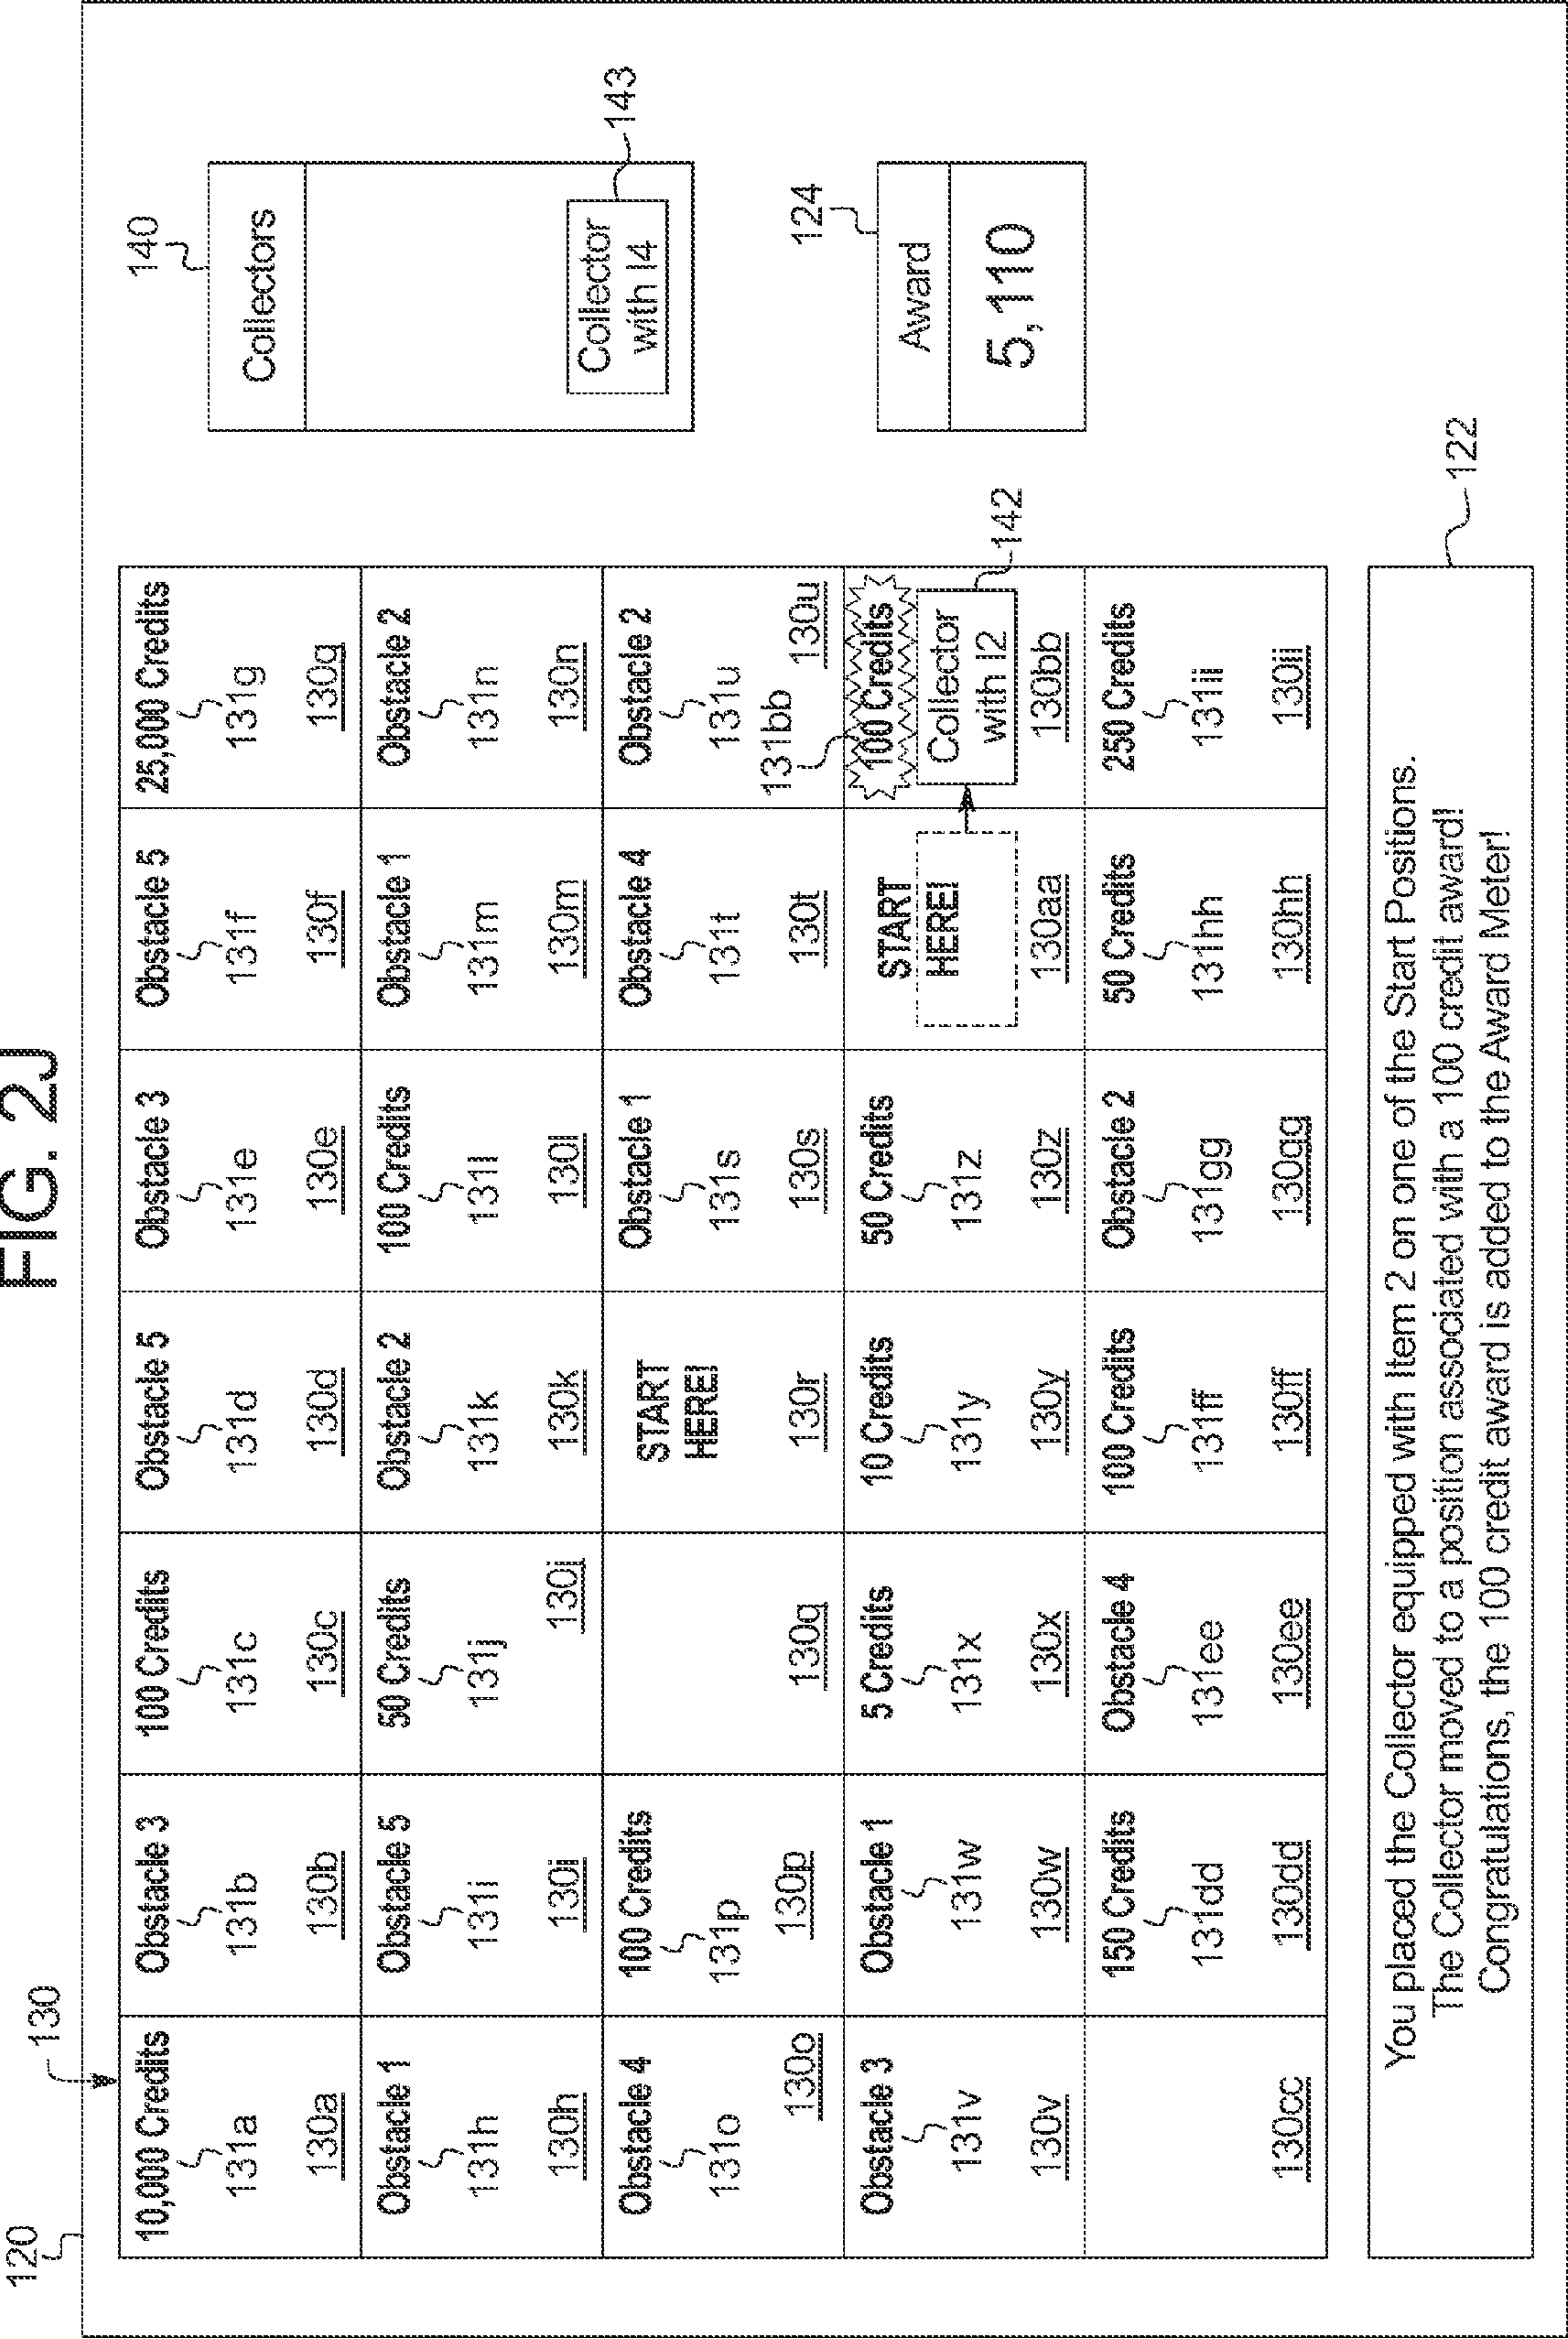 FIG. 2J
120
130
10,000 Credits
131a
130a
Obstacle 3
131b
130b
100 Credits
131c
130c
Obstacle 5
131d
130d
Obstacle 3
131e
130e
Obstacle 5
131f
130f
25,000 Credits
131g
130g
Obstacle 1
131h
130h
Obstacle 5
131i
130i
50 Credits
131j
130j
Obstacle 2
131k
130k
100 Credits
131l
130l
Obstacle 1
131m
130m
Obstacle 2
131n
130n
Obstacle 4
131o
130o
100 Credits
131p
130p
130q
START
HERE!
130r
Obstacle 1
131s
130s
Obstacle 4
131t
130t
Obstacle 2
131u
130u
Obstacle 3
131v
130v
Obstacle 1
131w
130w
5 Credits
131x
130x
10 Credits
131y
130y
50 Credits
131z
130z
START
HERE!
130aa
131bb
100 Credits
Collector
with I2
142
130bb
130cc
150 Credits
131dd
130dd
Obstacle 4
131ee
130ee
100 Credits
131ff
130ff
Obstacle 2
131gg
130gg
50 Credits
131hh
130hh
250 Credits
131ii
130ii
140
Collectors
Collector
with I4
143
124
Award
5,110
122
You placed the Collector equipped with Item 2 on one of the Start Positions.
The Collector moved to a position associated with a 100 credit award!
Congratulations, the 100 credit award is added to the Award Meter!